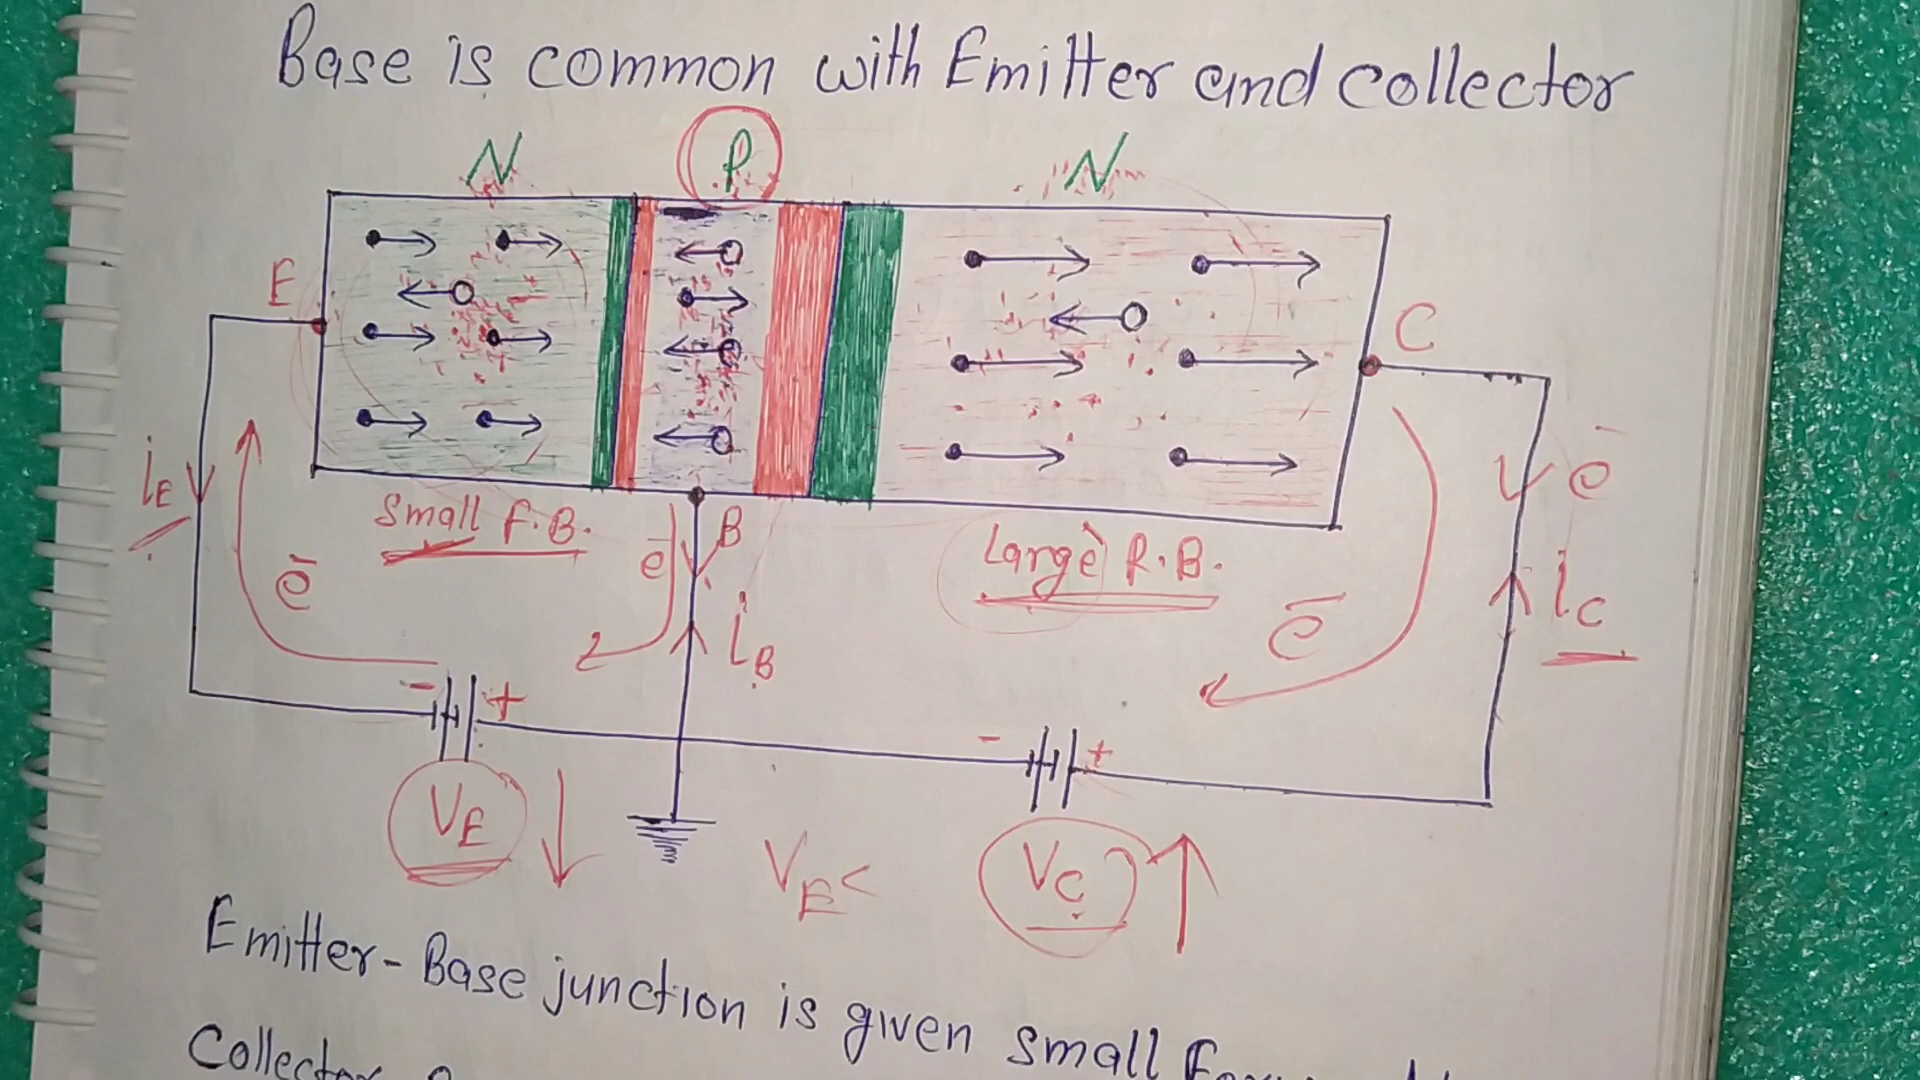 Base is common with Emitter and collector
N P N
E
C
iE
ē
Small F.B.
ē
B
Large R.B.
ē
ē
iB
iC
- +
- +
VE
VE<
VC
Emitter-Base junction is given small
Collector